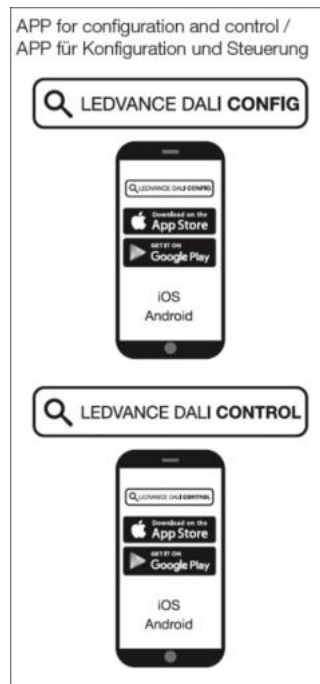 APP for configuration and control /
APP für Konfiguration und Steuerung
LEDVANCE DALI CONFIG
LEDVANCE DALI CONFIG
Download on the
App Store
GET IT ON
Google Play
iOS
Android
LEDVANCE DALI CONTROL
LEDVANCE DALI CONTROL
Download on the
App Store
GET IT ON
Google Play
iOS
Android